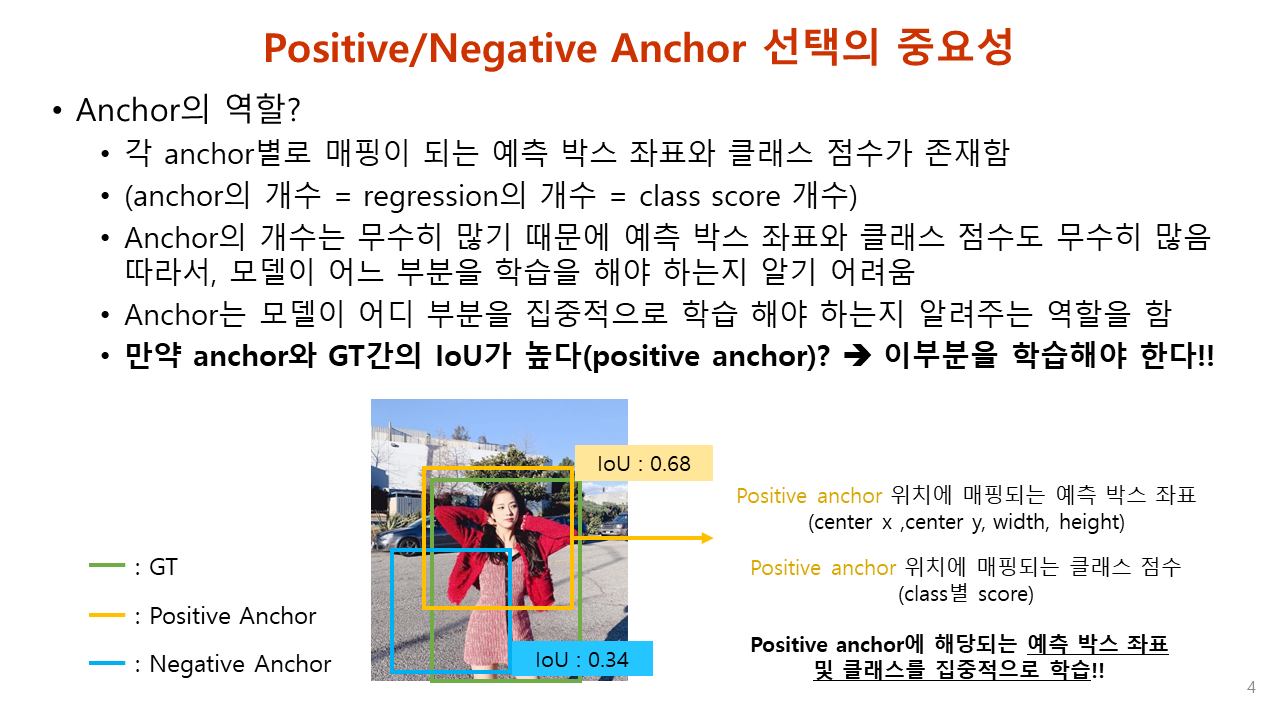 Positive/Negative Anchor 선택의 중요성
• Anchor의 역할?
• 각 anchor별로 매핑이 되는 예측 박스 좌표와 클래스 점수가 존재함
• (anchor의 개수 = regression의 개수 = class score 개수)
• Anchor의 개수는 무수히 많기 때문에 예측 박스 좌표와 클래스 점수도 무수히 많음
따라서, 모델이 어느 부분을 학습을 해야 하는지 알기 어려움
• Anchor는 모델이 어디 부분을 집중적으로 학습 해야 하는지 알려주는 역할을 함
• 만약 anchor와 GT간의 IoU가 높다(positive anchor)? ➔ 이부분을 학습해야 한다!!
IoU : 0.68
Positive anchor 위치에 매핑되는 예측 박스 좌표
(center x ,center y, width, height)
Positive anchor 위치에 매핑되는 클래스 점수
(class별 score)
: GT
: Positive Anchor
: Negative Anchor
IoU : 0.34
Positive anchor에 해당되는 예측 박스 좌표
및 클래스를 집중적으로 학습!!
4